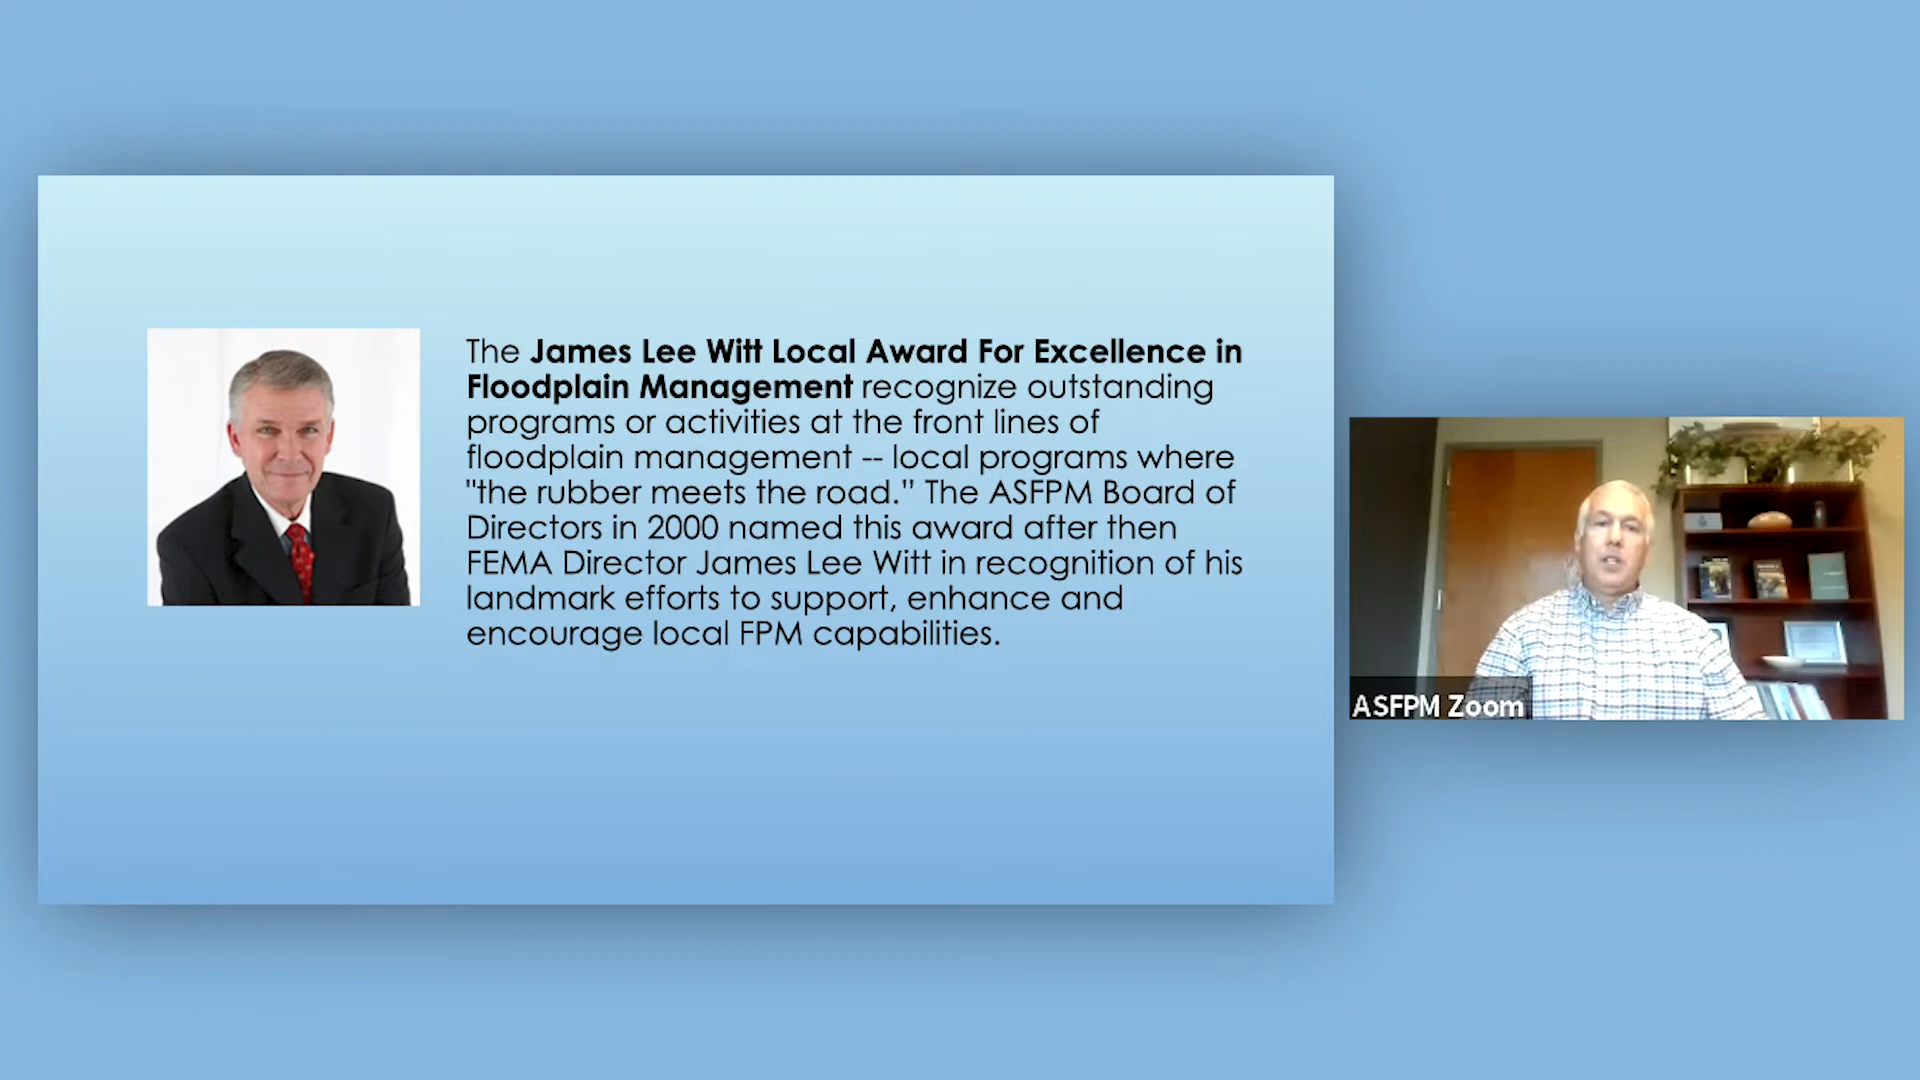 The James Lee Witt Local Award For Excellence in
Floodplain Management recognize outstanding
programs or activities at the front lines of
floodplain management -- local programs where
"the rubber meets the road.” The ASFPM Board of
Directors in 2000 named this award after then
FEMA Director James Lee Witt in recognition of his
landmark efforts to support, enhance and
encourage local FPM capabilities.
ASFPM Zoom